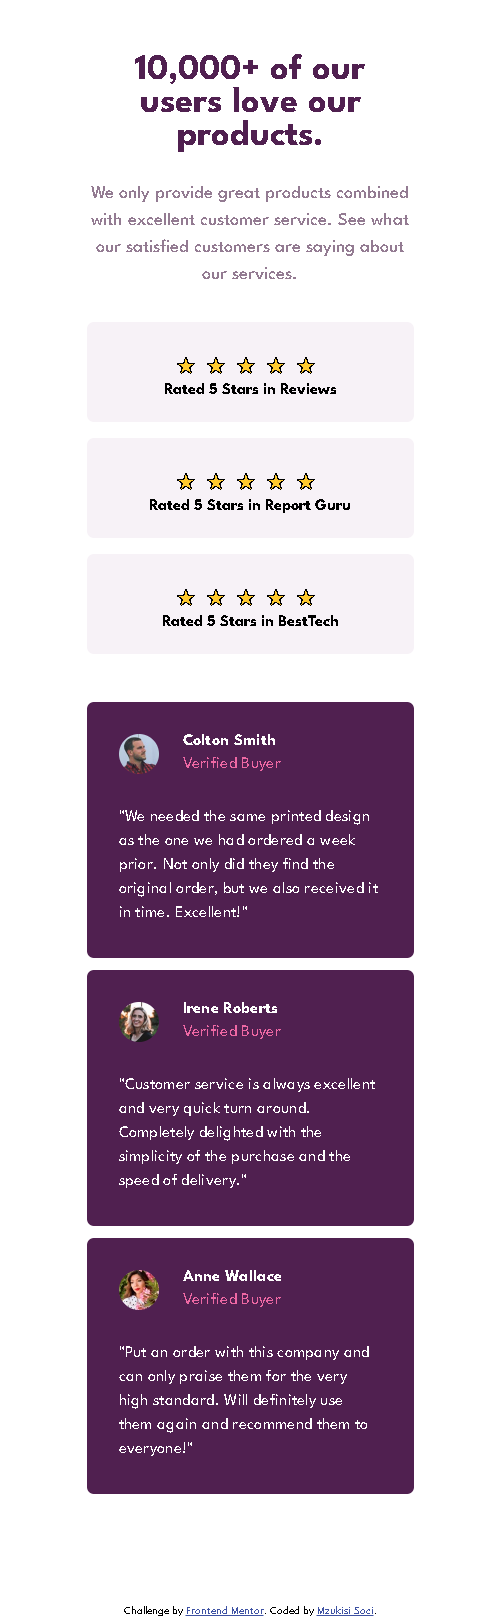 10,000+ of our
users love our
products.
We only provide great products combined
with excellent customer service. See what
our satisfied customers are saying about
our services.
Rated 5 Stars in Reviews
Rated 5 Stars in Report Guru
Rated 5 Stars in BestTech
Colton Smith
Verified Buyer
"We needed the same printed design
as the one we had ordered a week
prior. Not only did they find the
original order, but we also received it
in time. Excellent!"
Irene Roberts
Verified Buyer
"Customer service is always excellent
and very quick turn around.
Completely delighted with the
simplicity of the purchase and the
speed of delivery."
Anne Wallace
Verified Buyer
"Put an order with this company and
can only praise them for the very
high standard. Will definitely use
them again and recommend them to
everyone!"
Challenge by Frontend Mentor. Coded by Mzukisi Soci.